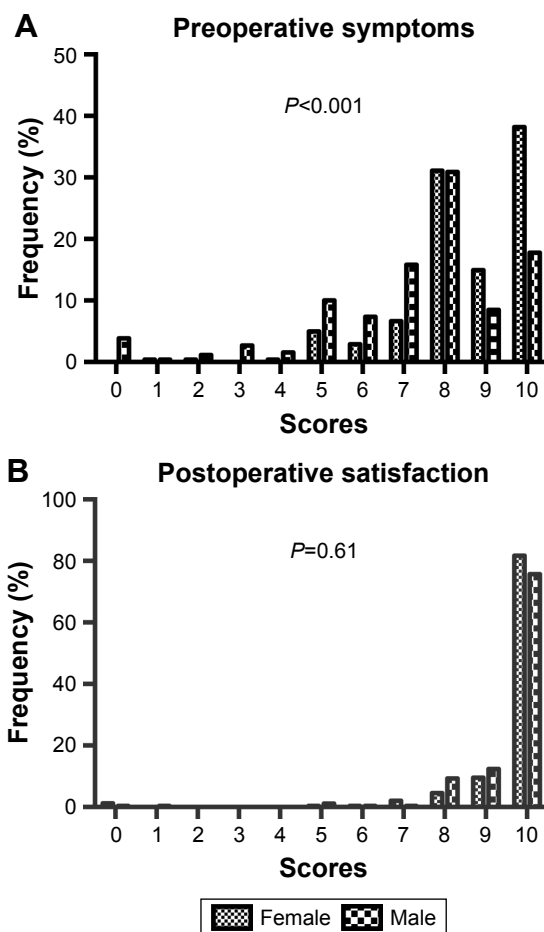 A Preoperative symptoms
50
40
30
20
10
0
Frequency (%)
P<0.001
0 1 2 3 4 5 6 7 8 9 10
Scores
B Postoperative satisfaction
100
80
60
40
20
0
Frequency (%)
P=0.61
0 1 2 3 4 5 6 7 8 9 10
Scores
Female Male